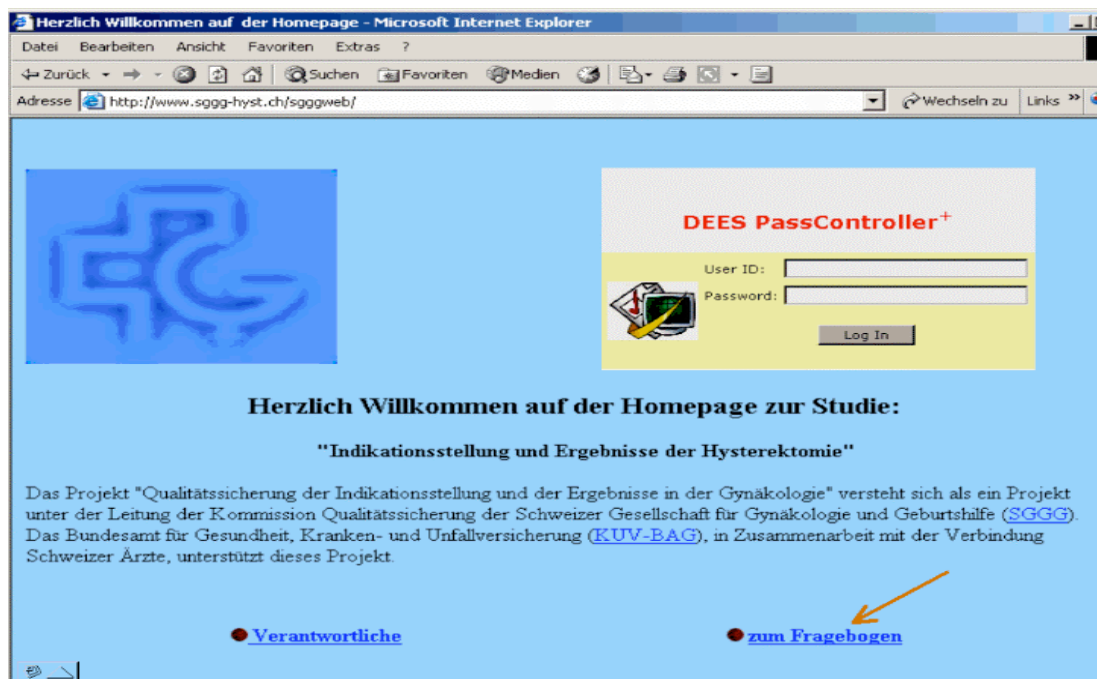 Herzlich Willkommen auf der Homepage - Microsoft Internet Explorer
Datei Bearbeiten Ansicht Favoriten Extras ?
Zurück Suchen Favoriten Medien
Adresse http://www.sggg-hyst.ch/sgggweb/ Wechseln zu Links »
DEES PassController+
User ID:
Password:
Log In
Herzlich Willkommen auf der Homepage zur Studie:
"Indikationsstellung und Ergebnisse der Hysterektomie"
Das Projekt "Qualitätssicherung der Indikationsstellung und der Ergebnisse in der Gynäkologie" versteht sich als ein Projekt
unter der Leitung der Kommission Qualitätssicherung der Schweizer Gesellschaft für Gynäkologie und Geburtshilfe (SGGG).
Das Bundesamt für Gesundheit, Kranken- und Unfallversicherung (KUV-BAG), in Zusammenarbeit mit der Verbindung
Schweizer Ärzte, unterstützt dieses Projekt.
Verantwortliche zum Fragebogen